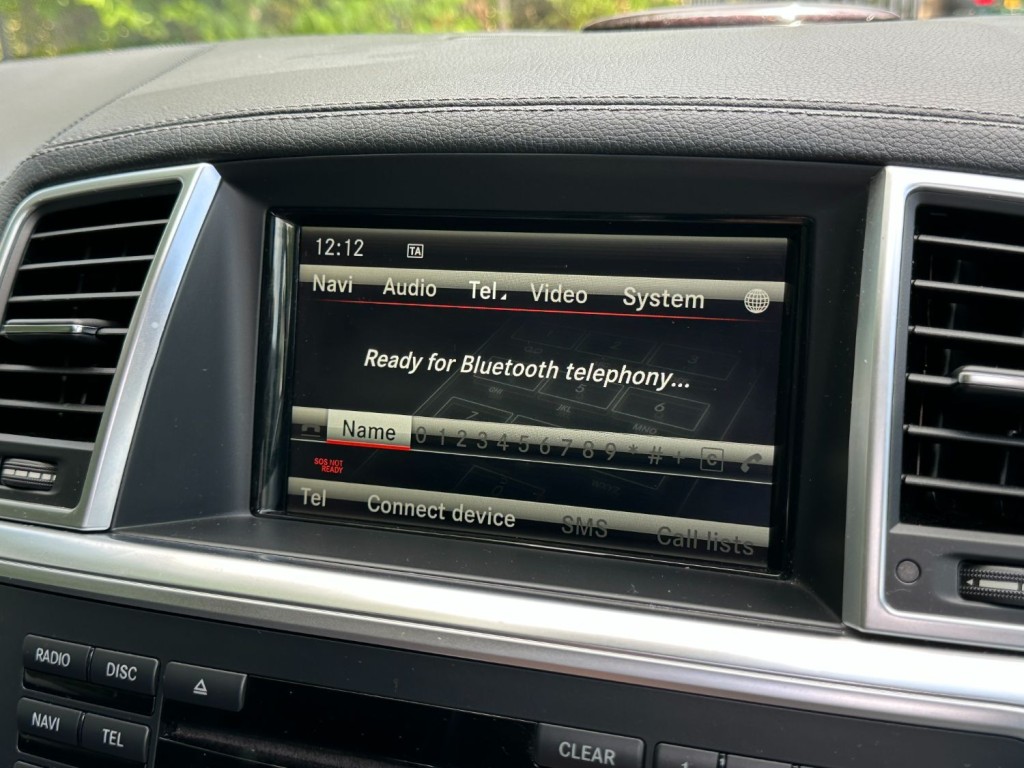 12:12 TA
Navi Audio Tel Video System
Ready for Bluetooth telephony...
Name 0 1 2 3 4 5 6 7 8 9 * # + C
SOS NOT
READY
Tel Connect device SMS Call lists
RADIO DISC
NAVI TEL
CLEAR 1